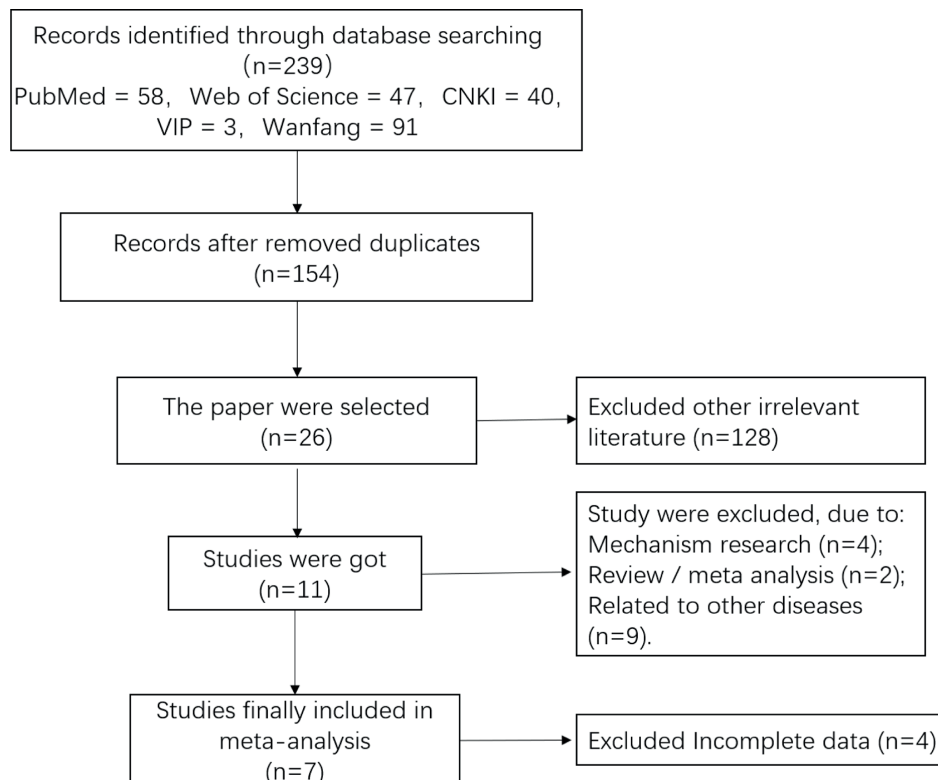 Records identified through database searching
(n=239)
PubMed = 58, Web of Science = 47, CNKI = 40,
VIP = 3, Wanfang = 91
Records after removed duplicates
(n=154)
The paper were selected
(n=26)
Excluded other irrelevant
literature (n=128)
Studies were got
(n=11)
Study were excluded, due to:
Mechanism research (n=4);
Review / meta analysis (n=2);
Related to other diseases
(n=9).
Studies finally included in
meta-analysis
(n=7)
Excluded Incomplete data (n=4)